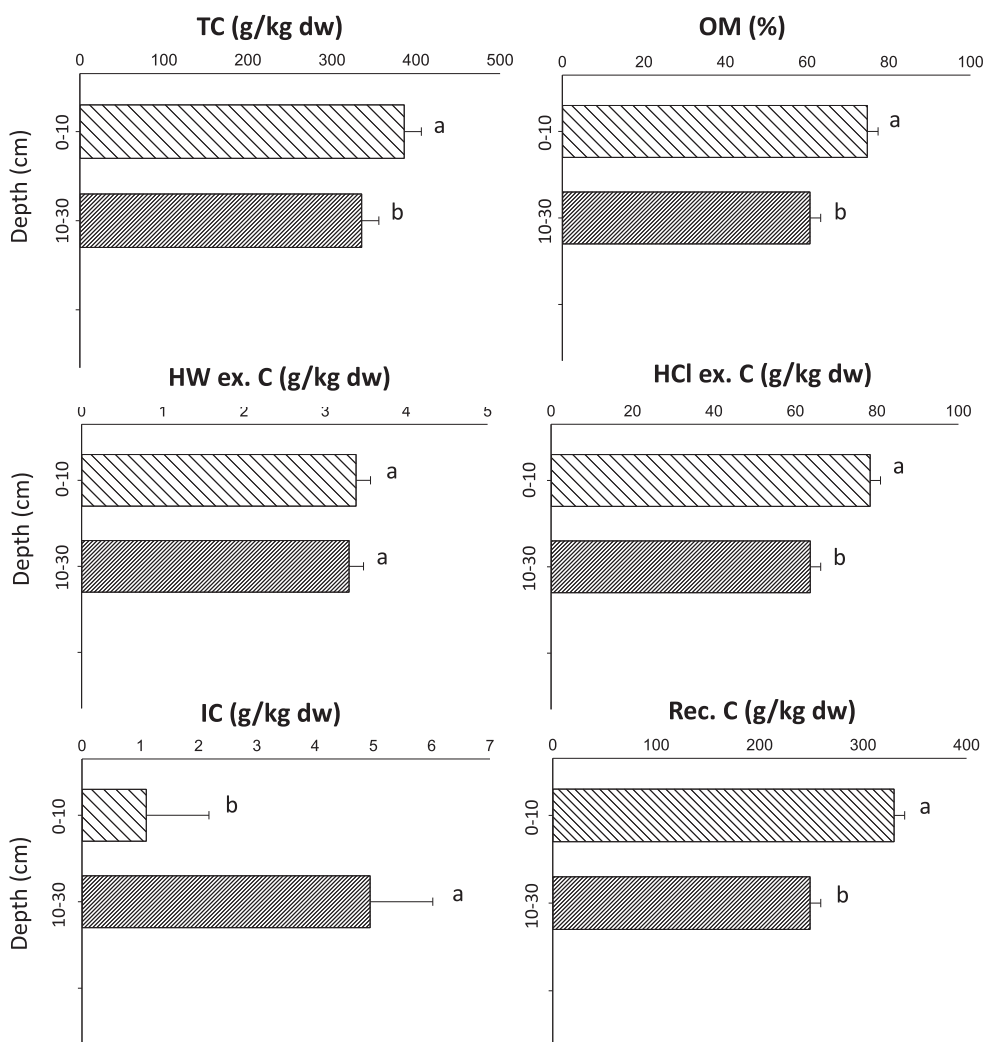 TC (g/kg dw)
0 100 200 300 400 500
Depth (cm)
0-10
a
10-30
b
OM (%)
0 20 40 60 80 100
0-10
a
10-30
b
HW ex. C (g/kg dw)
0 1 2 3 4 5
Depth (cm)
0-10
a
10-30
a
HCl ex. C (g/kg dw)
0 20 40 60 80 100
0-10
a
10-30
b
IC (g/kg dw)
0 1 2 3 4 5 6 7
Depth (cm)
0-10
b
10-30
a
Rec. C (g/kg dw)
0 100 200 300 400
0-10
a
10-30
b